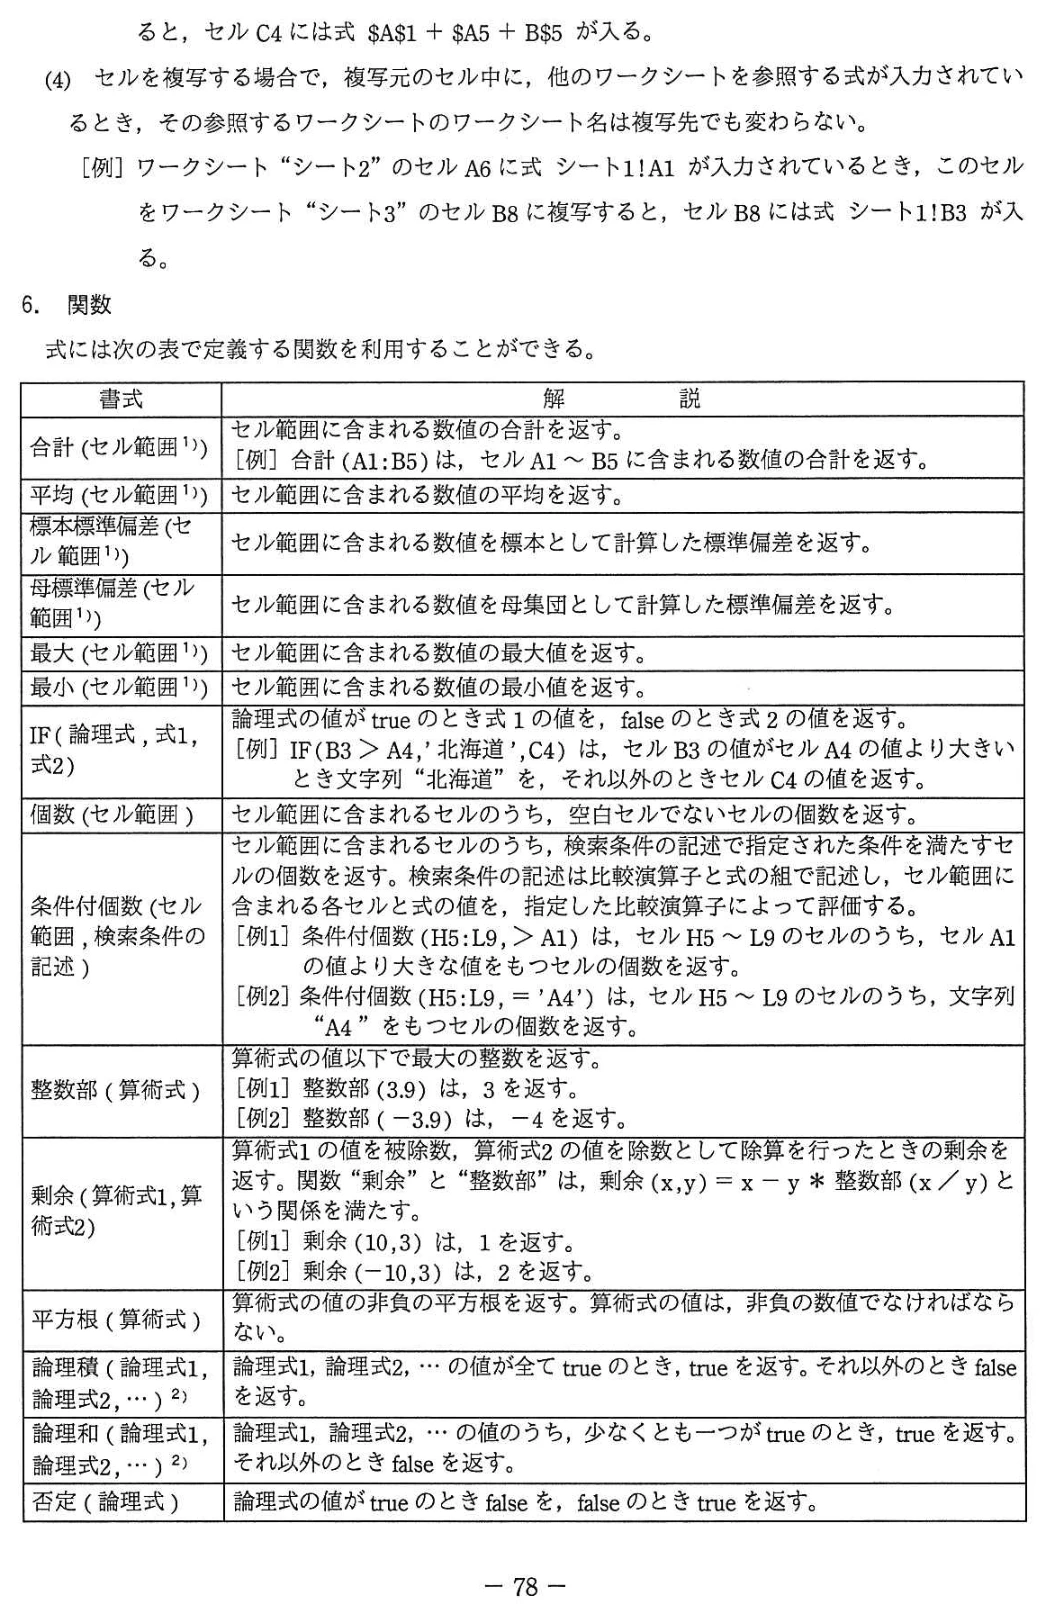 ると，セル C4 には式 $A$1 + $A5 + B$5 が入る。
(4) セルを複写する場合で，複写元のセル中に，他のワークシートを参照する式が入力されてい
るとき，その参照するワークシートのワークシート名は複写先でも変わらない。
［例］ワークシート“シート2”のセル A6 に式 シート1!A1 が入力されているとき，このセル
をワークシート“シート3”のセル B8 に複写すると，セル B8 には式 シート1!B3 が入
る。
6. 関数
式には次の表で定義する関数を利用することができる。
書式 解 説
合計 (セル範囲1))
セル範囲に含まれる数値の合計を返す。
［例］合計 (A1:B5) は，セル A1 ～ B5 に含まれる数値の合計を返す。
平均 (セル範囲1)) セル範囲に含まれる数値の平均を返す。
標本標準偏差 (セ
ル 範囲1))
セル範囲に含まれる数値を標本として計算した標準偏差を返す。
母標準偏差 (セル
範囲1))
セル範囲に含まれる数値を母集団として計算した標準偏差を返す。
最大 (セル範囲1)) セル範囲に含まれる数値の最大値を返す。
最小 (セル範囲1)) セル範囲に含まれる数値の最小値を返す。
IF( 論理式 , 式1,
式2)
論理式の値が true のとき式 1 の値を，false のとき式 2 の値を返す。
［例］IF(B3 > A4,' 北海道 ',C4) は，セル B3 の値がセル A4 の値より大きい
とき文字列“北海道”を，それ以外のときセル C4 の値を返す。
個数 (セル範囲 ) セル範囲に含まれるセルのうち，空白セルでないセルの個数を返す。
条件付個数 (セル
範囲 , 検索条件の
記述 )
セル範囲に含まれるセルのうち，検索条件の記述で指定された条件を満たすセ
ルの個数を返す。検索条件の記述は比較演算子と式の組で記述し，セル範囲に
含まれる各セルと式の値を，指定した比較演算子によって評価する。
［例1］条件付個数 (H5:L9, > A1) は，セル H5 ～ L9 のセルのうち，セル A1
の値より大きな値をもつセルの個数を返す。
［例2］条件付個数 (H5:L9, = 'A4') は，セル H5 ～ L9 のセルのうち，文字列
“A4 ”をもつセルの個数を返す。
整数部 ( 算術式 )
算術式の値以下で最大の整数を返す。
［例1］整数部 (3.9) は，3 を返す。
［例2］整数部 ( −3.9) は，−4 を返す。
剰余 ( 算術式1, 算
術式2)
算術式1 の値を被除数，算術式2 の値を除数として除算を行ったときの剰余を
返す。関数“剰余”と“整数部”は，剰余 (x,y) = x − y ＊ 整数部 (x ／ y) と
いう関係を満たす。
［例1］剰余 (10,3) は，1 を返す。
［例2］剰余 (−10,3) は，2 を返す。
平方根 ( 算術式 )
算術式の値の非負の平方根を返す。算術式の値は，非負の数値でなければなら
ない。
論理積 ( 論理式1,
論理式2, … ) 2)
論理式1, 論理式2, … の値が全て true のとき，true を返す。それ以外のとき false
を返す。
論理和 ( 論理式1,
論理式2, … ) 2)
論理式1, 論理式2, … の値のうち，少なくとも一つが true のとき，true を返す。
それ以外のとき false を返す。
否定 ( 論理式 ) 論理式の値が true のとき false を，false のとき true を返す。
− 78 −